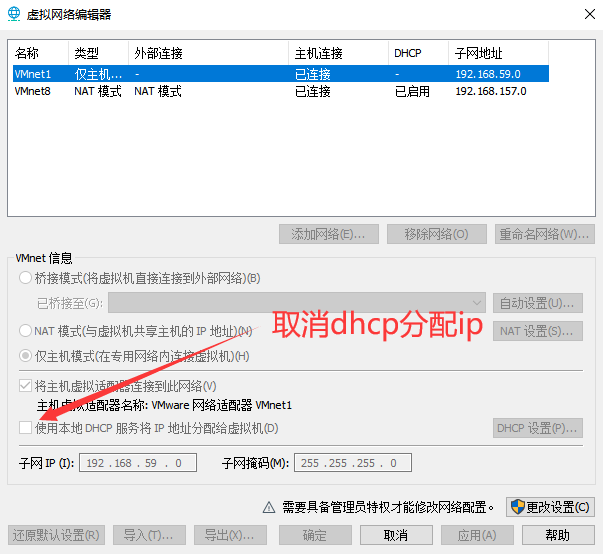 虚拟网络编辑器
名称 类型 外部连接 主机连接 DHCP 子网地址
VMnet1 仅主机... - 已连接 - 192.168.59.0
VMnet8 NAT 模式 NAT 模式 已连接 已启用 192.168.157.0
添加网络(E)... 移除网络(O) 重命名网络(W)...
VMnet 信息
桥接模式(将虚拟机直接连接到外部网络)(B)
已桥接至(G): 自动设置(U)...
取消dhcp分配ip
NAT 模式(与虚拟机共享主机的 IP 地址)(N) NAT 设置(S)...
仅主机模式(在专用网络内连接虚拟机)(H)
将主机虚拟适配器连接到此网络(V)
主机虚拟适配器名称: VMware 网络适配器 VMnet1
使用本地 DHCP 服务将 IP 地址分配给虚拟机(D) DHCP 设置(P)...
子网 IP (I): 192 . 168 . 59 . 0 子网掩码(M): 255 . 255 . 255 . 0
需要具备管理员特权才能修改网络配置。 更改设置(C)
还原默认设置(R) 导入(T)... 导出(X)... 确定 取消 应用(A) 帮助